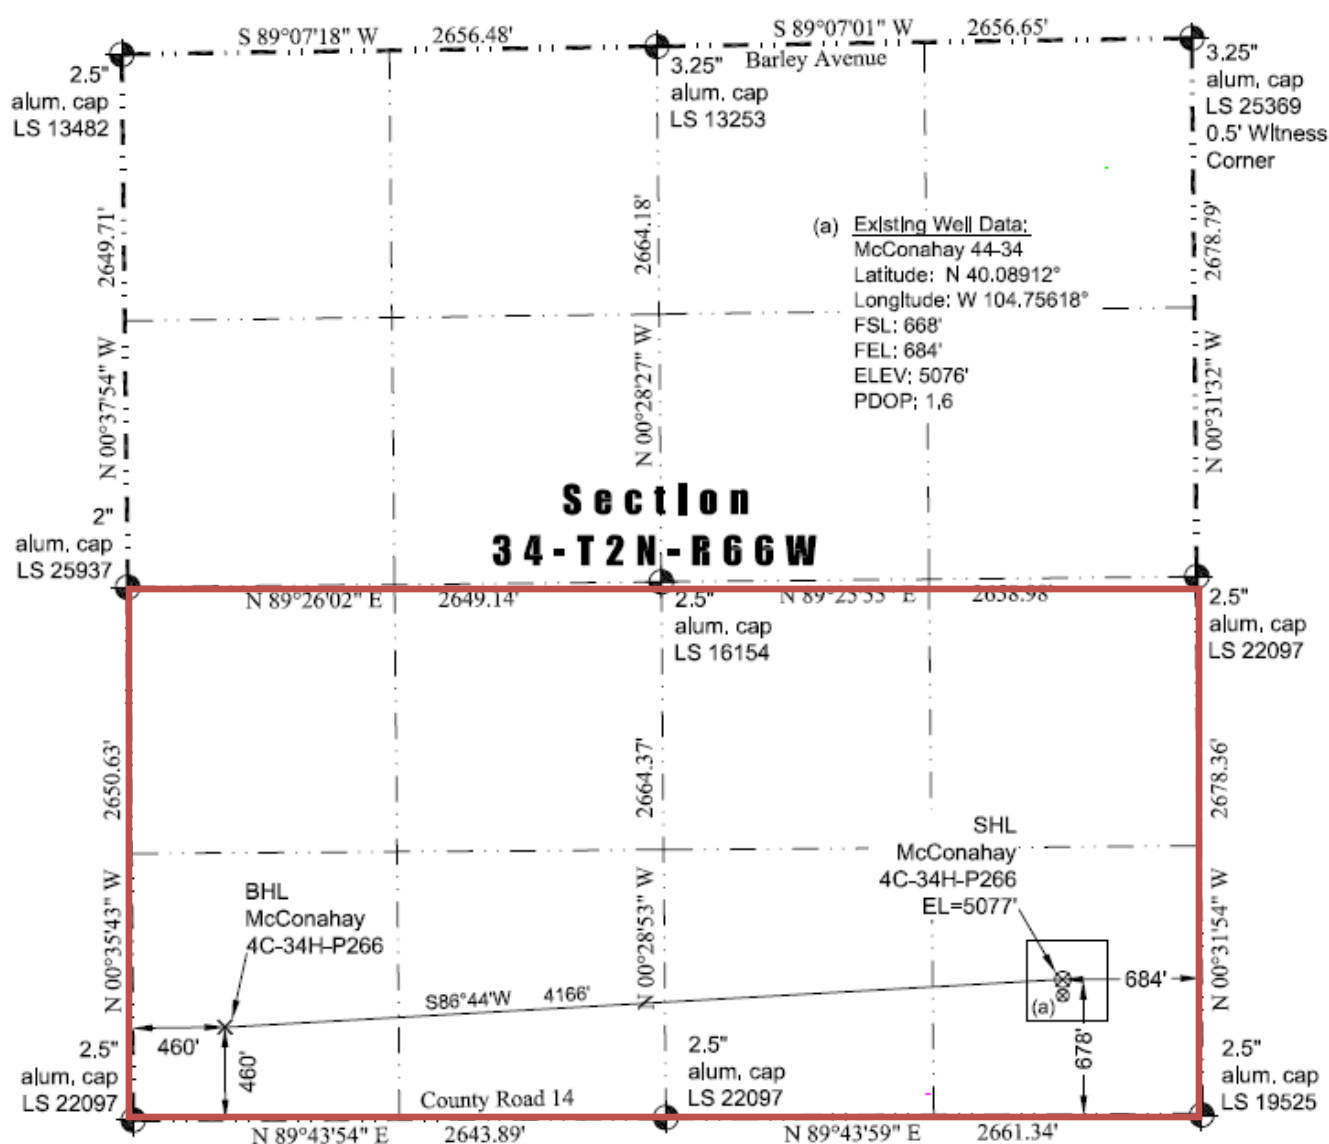 S 89°07'18" W 2656.48'
S 89°07'01" W 2656.65'
Barley Avenue
2.5"
alum. cap
LS 13482
3.25"
alum. cap
LS 13253
3.25"
alum. cap
LS 25369
0.5' Witness
Corner
2649.71'
N 00°37'54" W
2664.18'
N 00°28'27" W
2678.79'
N 00°31'32" W
(a) Existing Well Data:
McConahay 44-34
Latitude: N 40.08912°
Longitude: W 104.75618°
FSL: 668'
FEL: 684'
ELEV: 5076'
PDOP: 1.6
Section
34-T2N-R66W
2"
alum. cap
LS 25937
N 89°26'02" E 2649.14'
2.5"
alum. cap
LS 16154
N 89°25'55" E 2658.98'
2.5"
alum. cap
LS 22097
2650.63'
N 00°35'43" W
2664.37'
N 00°28'53" W
2678.36'
N 00°31'54" W
SHL
McConahay
4C-34H-P266
EL=5077'
BHL
McConahay
4C-34H-P266
S86°44'W 4166'
684'
(a)
678'
460'
460'
2.5"
alum. cap
LS 22097
County Road 14
2.5"
alum. cap
LS 22097
2.5"
alum. cap
LS 19525
N 89°43'54" E 2643.89'
N 89°43'59" E 2661.34'